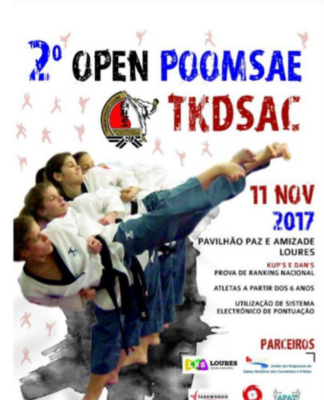 2º OPEN POOMSAE
TKDSAC
11 NOV
2017
PAVILHÃO PAZ E AMIZADE
LOURES
KUP'S E DAN'S
PROVA DE RANKING NACIONAL
ATLETAS A PARTIR DOS 6 ANOS
UTILIZAÇÃO DE SISTEMA
ELECTRÓNICO DE PONTUAÇÃO
PARCEIROS
LOURES
TAEKWONDO